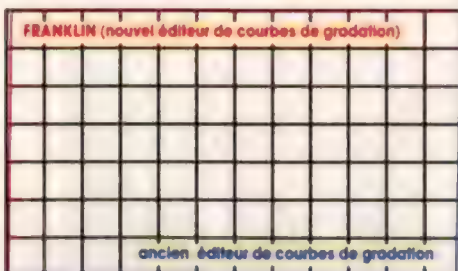 FRANKLIN (nouvel éditeur de courbes de gradation)
ancien éditeur de courbes de gradation